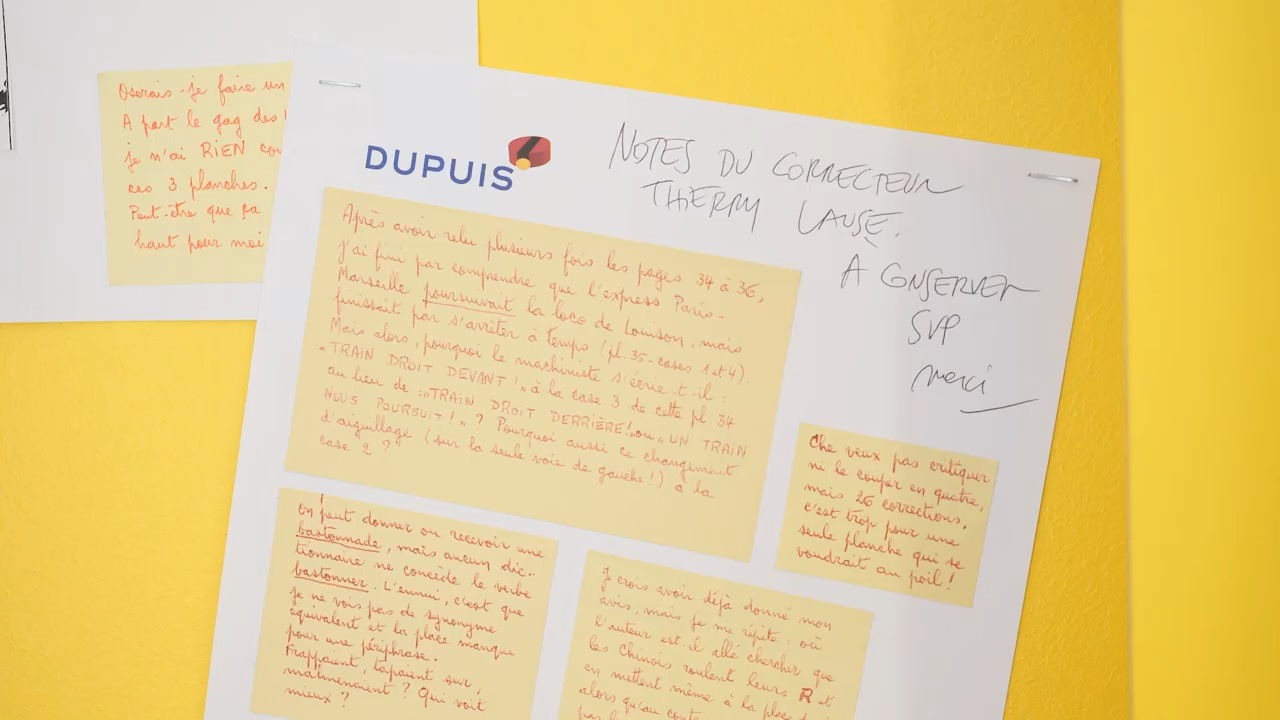 Oserais-je faire un
A part le gag des
je n'ai RIEN
ces 3 planches.
Peut-être que ça
haut pour moi
DUPUIS
NOTES DU CORRECTEUR
THIERRY LAUSÉ.
A CONSERVER
SVP
merci
Après avoir relu plusieurs fois les pages 34 à 36,
j'ai fini par comprendre que l'express Paris-
Marseille poursuivait la loco de Louison, mais
finissait par s'arrêter à temps (pl. 35-cases 1 et 4).
Mais alors, pourquoi le machiniste s'écrie-t-il :
"TRAIN DROIT DEVANT !" à la case 3 de cette pl. 34
au lieu de : "TRAIN DROIT DERRIÈRE!" ou "UN TRAIN
NOUS POURSUIT !" ? Pourquoi aussi ce changement
d'aiguillage (sur la seule voie de gauche !) à la
case 2 ?
Che veux pas critiquer
ni le couper en quatre,
mais 26 corrections,
c'est trop pour une
seule planche qui se
voudrait au poil !
On peut donner ou recevoir une
bastonnade, mais aucun dic-
tionnaire ne concède le verbe
bastonner. L'ennui, c'est que
je ne vois pas de synonyme
équivalent et la place manque
pour une périphrase.
Frappaient, tapaient sur,
malmenaient ? Qui voit
mieux ?
Je crois avoir déjà donné mon
avis, mais je me répète : où
l'auteur est-il allé chercher que
les Chinois roulent leurs R et
en mettent même à la place
alors qu'au
pas